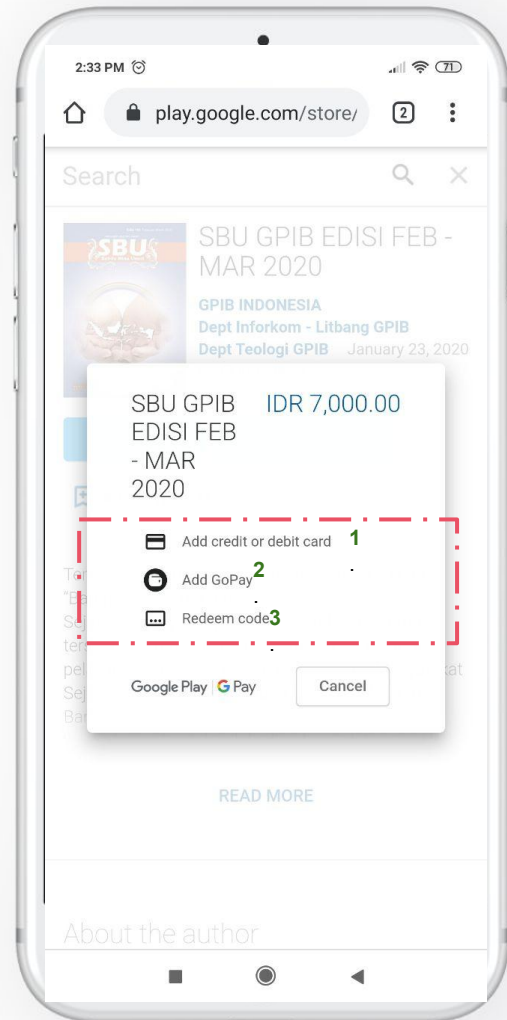 2:33 PM
71
play.google.com/store/
2
Search
SBU
SBU GPIB EDISI FEB -
MAR 2020
GPIB INDONESIA
Dept Inforkom - Litbang GPIB
Dept Teologi GPIB January 23, 2020
SBU GPIB IDR 7,000.00
EDISI FEB
- MAR
2020
Add credit or debit card 1.
Add GoPay 2.
Redeem code 3.
Google Play | G Pay
Cancel
READ MORE
About the author